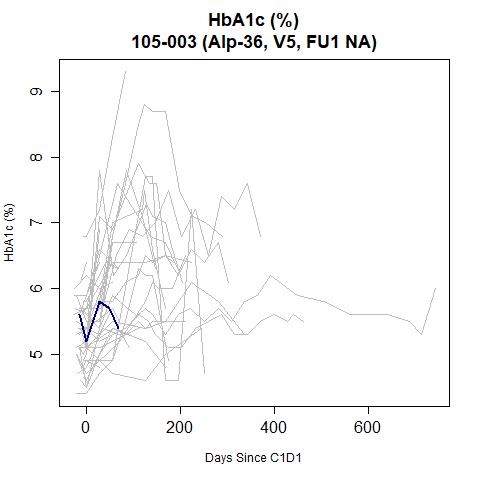 HbA1c (%)
105-003 (Alp-36, V5, FU1 NA)
HbA1c (%)
9
8
7
6
5
0 200 400 600
Days Since C1D1